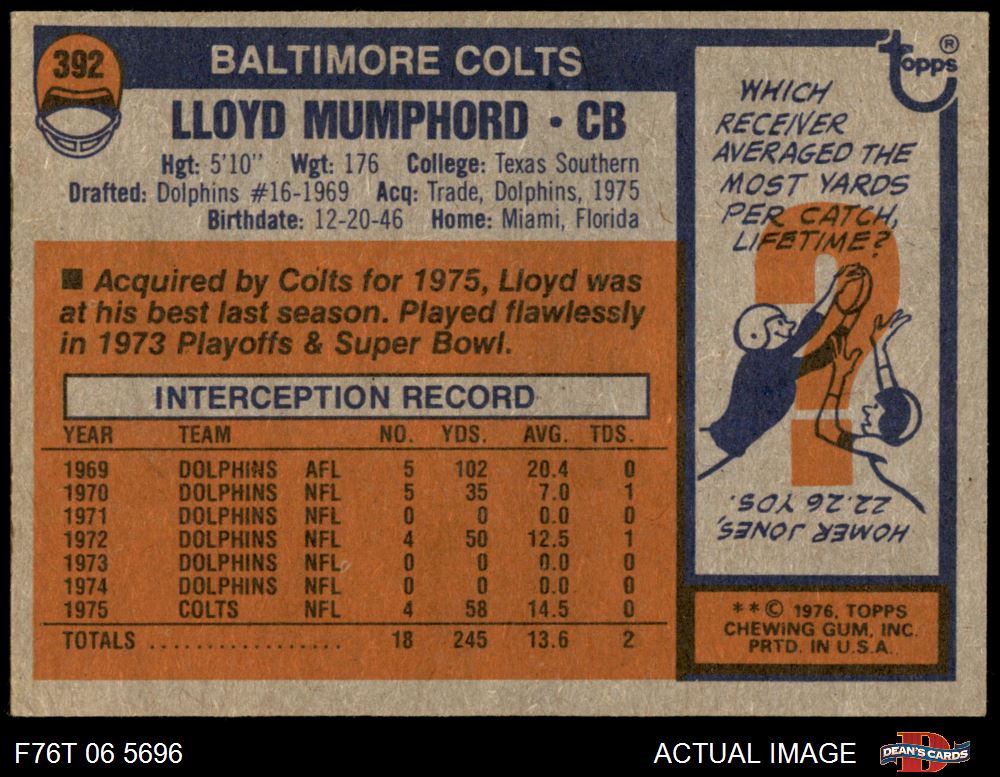 392
BALTIMORE COLTS
LLOYD MUMPHORD • CB
Hgt: 5'10" Wgt: 176 College: Texas Southern
Drafted: Dolphins #16-1969 Acq: Trade, Dolphins, 1975
Birthdate: 12-20-46 Home: Miami, Florida
■ Acquired by Colts for 1975, Lloyd was
at his best last season. Played flawlessly
in 1973 Playoffs & Super Bowl.
INTERCEPTION RECORD
YEAR TEAM NO. YDS. AVG. TDS.
1969 DOLPHINS AFL 5 102 20.4 0
1970 DOLPHINS NFL 5 35 7.0 1
1971 DOLPHINS NFL 0 0 0.0 0
1972 DOLPHINS NFL 4 50 12.5 1
1973 DOLPHINS NFL 0 0 0.0 0
1974 DOLPHINS NFL 0 0 0.0 0
1975 COLTS NFL 4 58 14.5 0
TOTALS .................. 18 245 13.6 2
topps ®
WHICH
RECEIVER
AVERAGED THE
MOST YARDS
PER CATCH,
LIFETIME?
?
HOMER JONES,
22.26 YDS.
**© 1976, TOPPS
CHEWING GUM, INC.
PRTD. IN U.S.A.
F76T 06 5696
ACTUAL IMAGE
D
DEAN'S CARDS